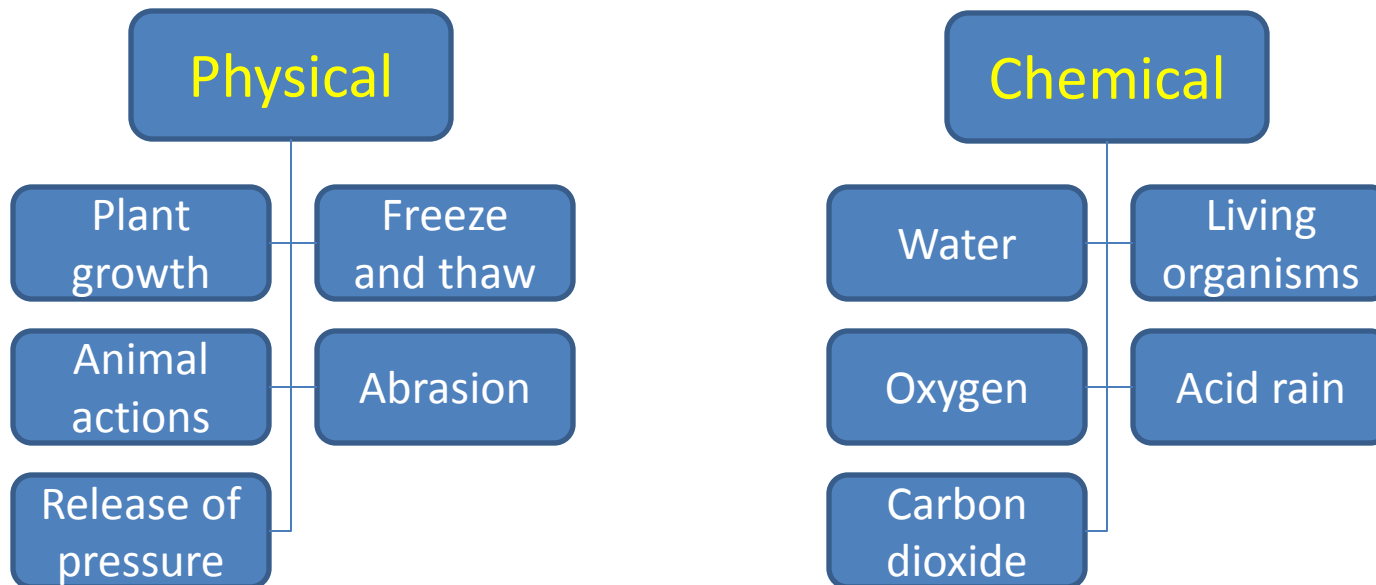 Physical
Plant
growth
Freeze
and thaw
Animal
actions
Abrasion
Release of
pressure
Chemical
Water
Living
organisms
Oxygen
Acid rain
Carbon
dioxide